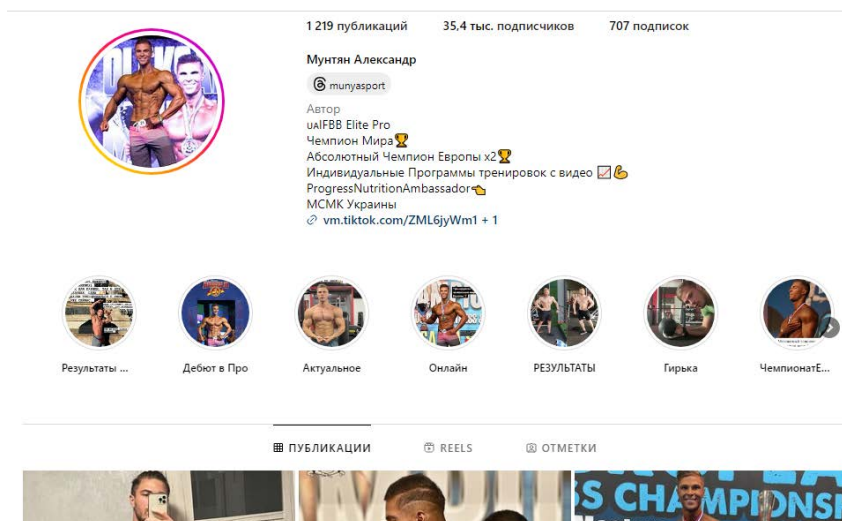 1 219 публикаций 35,4 тыс. подписчиков 707 подписок
Мунтян Александр
munyasport
Автор
UAIFBB Elite Pro
Чемпион Мира🏆
Абсолютный Чемпион Европы x2🏆
Индивидуальные Программы тренировок с видео 📈💪
ProgressNutritionAmbassador👈
МСМК Украины
vm.tiktok.com/ZML6jyWm1 + 1
Результаты ...
Дебют в Про
Актуальное
Онлайн
РЕЗУЛЬТАТЫ
Гирька
ЧемпионатЕ...
ПУБЛИКАЦИИ
REELS
ОТМЕТКИ
SS CHAMPIONSH